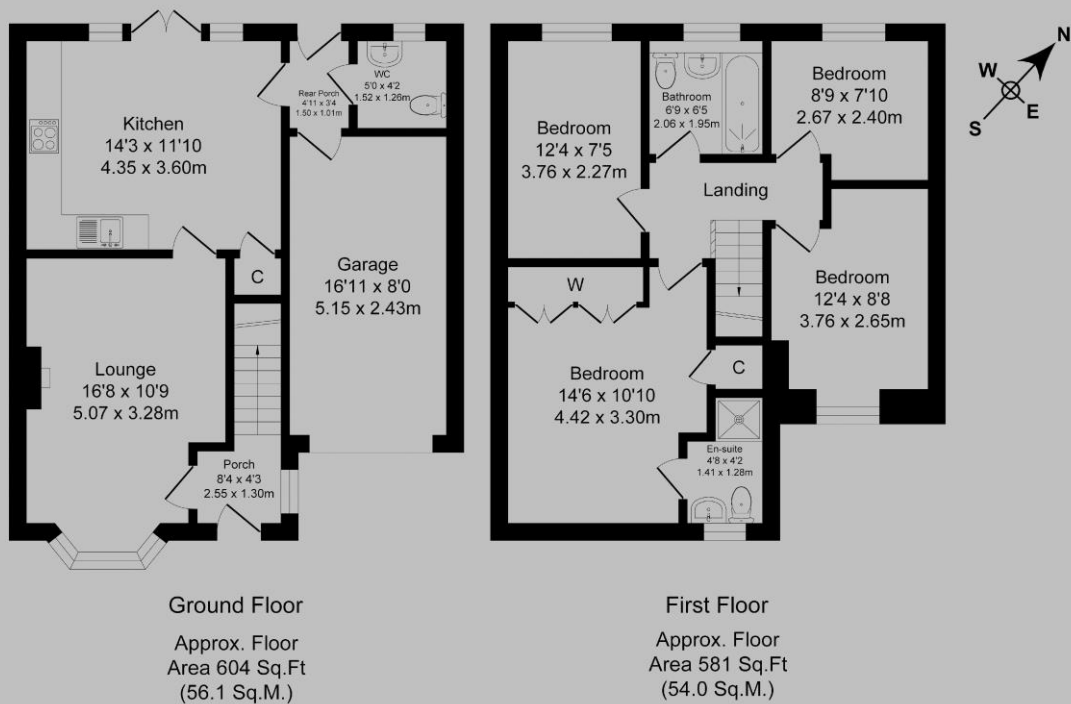 Kitchen
14'3 x 11'10
4.35 x 3.60m
Rear Porch
4'11 x 3'4
1.50 x 1.01m
WC
5'0 x 4'2
1.52 x 1.26m
C
Garage
16'11 x 8'0
5.15 x 2.43m
Lounge
16'8 x 10'9
5.07 x 3.28m
Porch
8'4 x 4'3
2.55 x 1.30m
Ground Floor
Approx. Floor
Area 604 Sq.Ft
(56.1 Sq.M.)
Bedroom
12'4 x 7'5
3.76 x 2.27m
Bathroom
6'9 x 6'5
2.06 x 1.95m
Bedroom
8'9 x 7'10
2.67 x 2.40m
Landing
W
Bedroom
12'4 x 8'8
3.76 x 2.65m
Bedroom
14'6 x 10'10
4.42 x 3.30m
C
En-suite
4'8 x 4'2
1.41 x 1.28m
First Floor
Approx. Floor
Area 581 Sq.Ft
(54.0 Sq.M.)
N
W
E
S